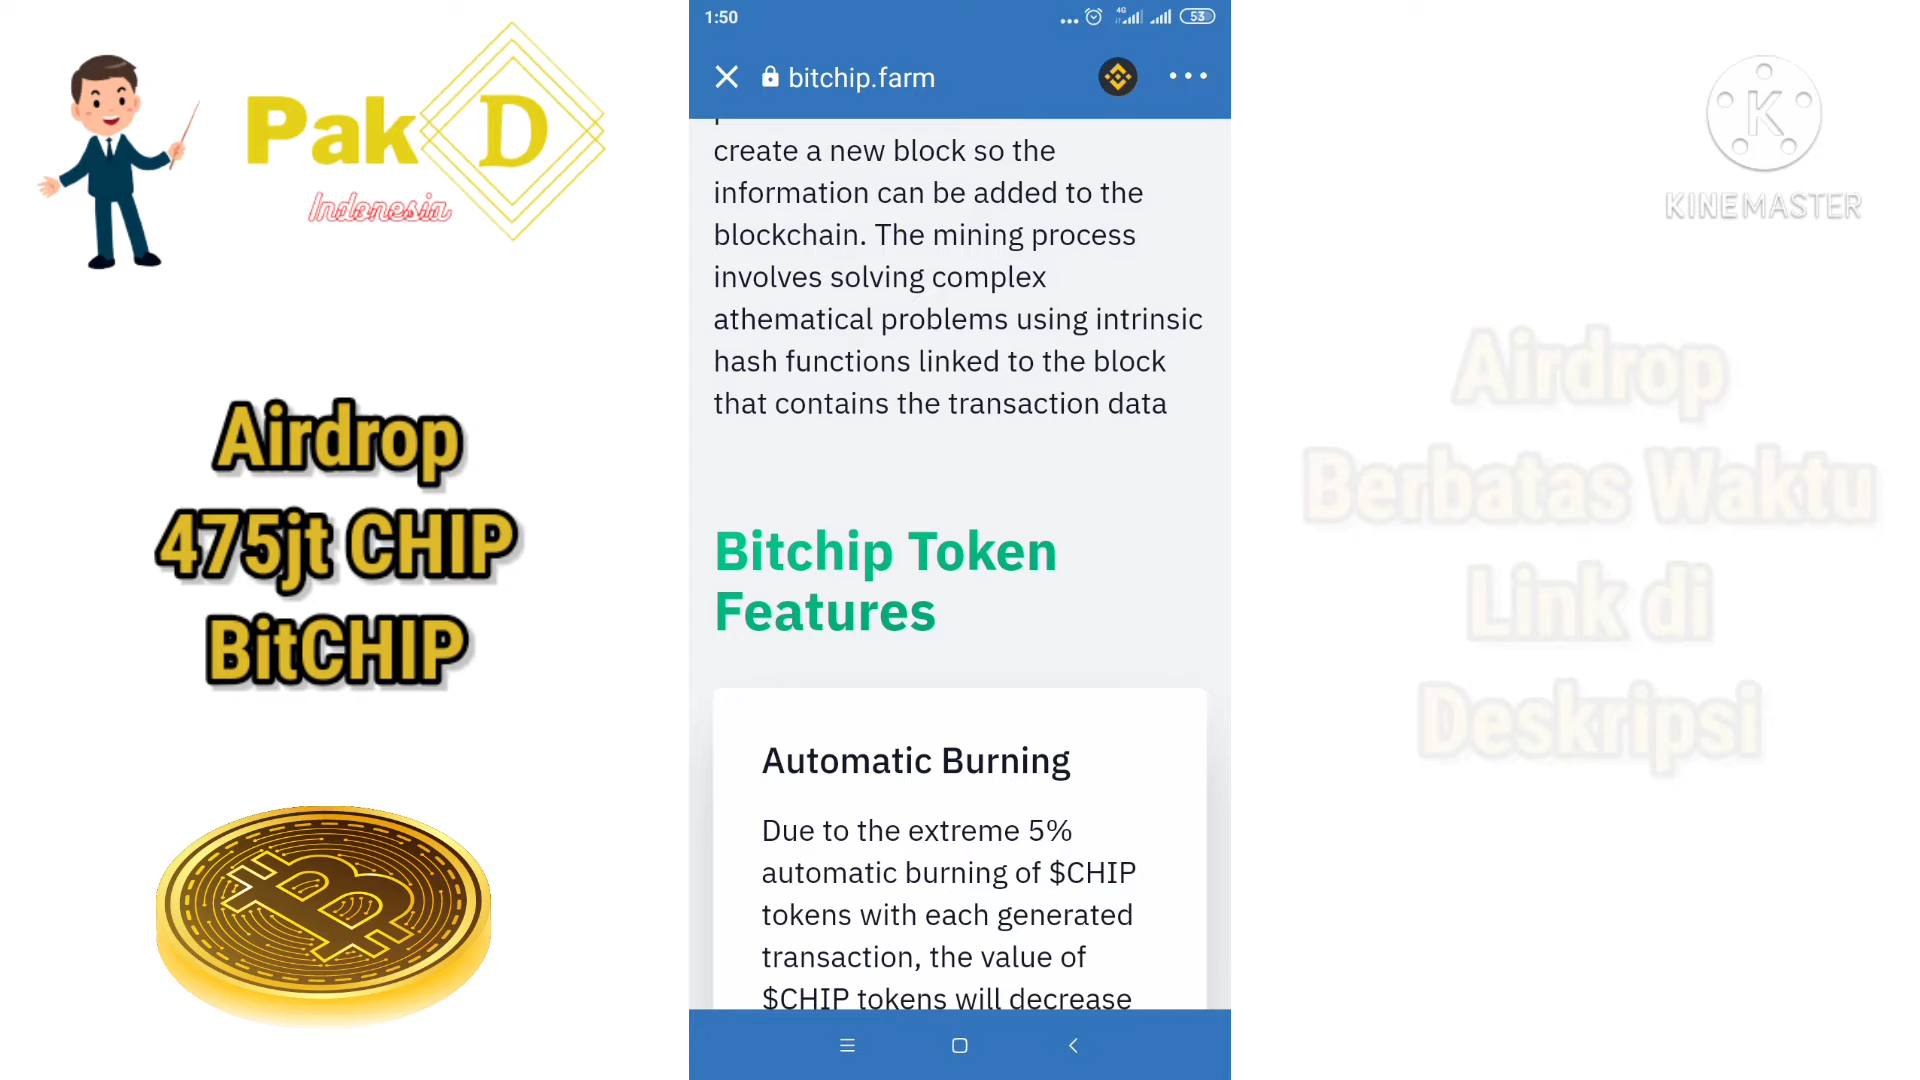 Pak D
Indonesia
Airdrop
475jt CHIP
BitCHIP
1:50
4G
53
bitchip.farm
create a new block so the
information can be added to the
blockchain. The mining process
involves solving complex
athematical problems using intrinsic
hash functions linked to the block
that contains the transaction data
Bitchip Token
Features
Automatic Burning
Due to the extreme 5%
automatic burning of $CHIP
tokens with each generated
transaction, the value of
$CHIP tokens will decrease
K
KINEMASTER
Airdrop
Berbatas Waktu
Link di
Deskripsi